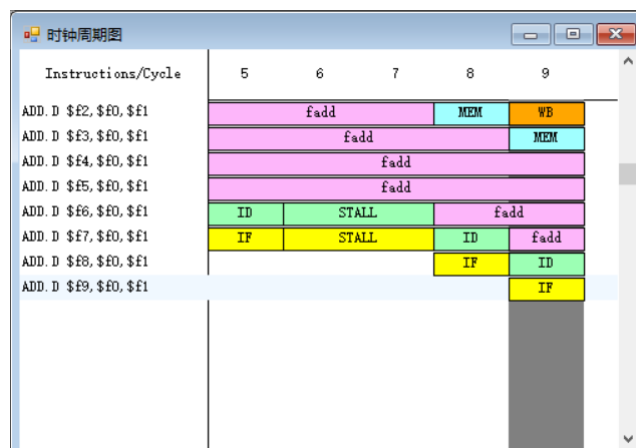 时钟周期图
Instructions/Cycle 5 6 7 8 9
ADD.D $f2,$f0,$f1 fadd MEM WB
ADD.D $f3,$f0,$f1 fadd MEM
ADD.D $f4,$f0,$f1 fadd
ADD.D $f5,$f0,$f1 fadd
ADD.D $f6,$f0,$f1 ID STALL fadd
ADD.D $f7,$f0,$f1 IF STALL ID fadd
ADD.D $f8,$f0,$f1 IF ID
ADD.D $f9,$f0,$f1 IF